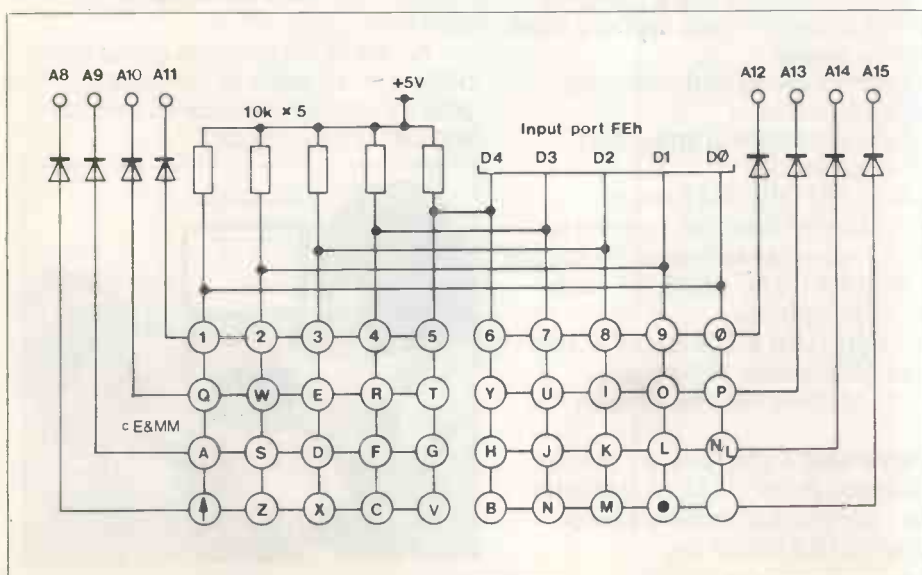 A8 A9 A10 A11
+5V
A12 A13 A14 A15
10k × 5
Input port FEh
D4 D3 D2 D1 DØ
1 2 3 4 5 6 7 8 9 Ø
Q W E R T Y U I O P
c E&MM
A S D F G H J K L NL
Z X C V B N M